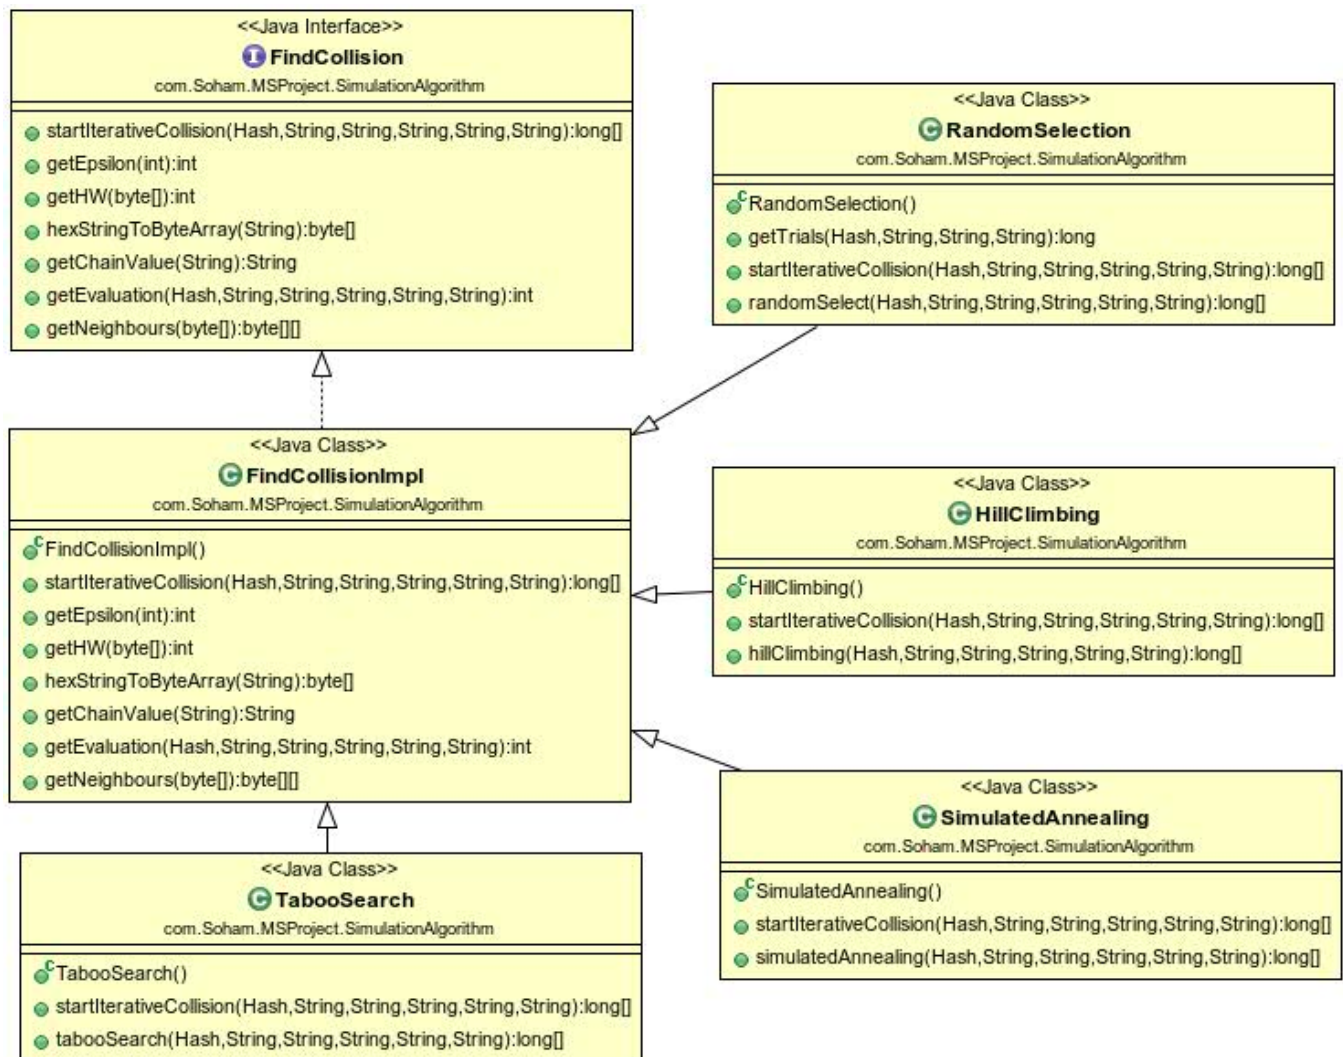 <<Java Interface>>
FindCollision
com.Soham.MSProject.SimulationAlgorithm
startIterativeCollision(Hash,String,String,String,String,String):long[]
getEpsilon(int):int
getHW(byte[]):int
hexStringToByteArray(String):byte[]
getChainValue(String):String
getEvaluation(Hash,String,String,String,String,String):int
getNeighbours(byte[]):byte[][]
<<Java Class>>
RandomSelection
com.Soham.MSProject.SimulationAlgorithm
RandomSelection()
getTrials(Hash,String,String,String):long
startIterativeCollision(Hash,String,String,String,String,String):long[]
randomSelect(Hash,String,String,String,String,String):long[]
<<Java Class>>
FindCollisionImpl
com.Soham.MSProject.SimulationAlgorithm
FindCollisionImpl()
startIterativeCollision(Hash,String,String,String,String,String):long[]
getEpsilon(int):int
getHW(byte[]):int
hexStringToByteArray(String):byte[]
getChainValue(String):String
getEvaluation(Hash,String,String,String,String,String):int
getNeighbours(byte[]):byte[][]
<<Java Class>>
HillClimbing
com.Soham.MSProject.SimulationAlgorithm
HillClimbing()
startIterativeCollision(Hash,String,String,String,String,String):long[]
hillClimbing(Hash,String,String,String,String,String):long[]
<<Java Class>>
SimulatedAnnealing
com.Soham.MSProject.SimulationAlgorithm
SimulatedAnnealing()
startIterativeCollision(Hash,String,String,String,String,String):long[]
simulatedAnnealing(Hash,String,String,String,String,String):long[]
<<Java Class>>
TabooSearch
com.Soham.MSProject.SimulationAlgorithm
TabooSearch()
startIterativeCollision(Hash,String,String,String,String,String):long[]
tabooSearch(Hash,String,String,String,String,String):long[]